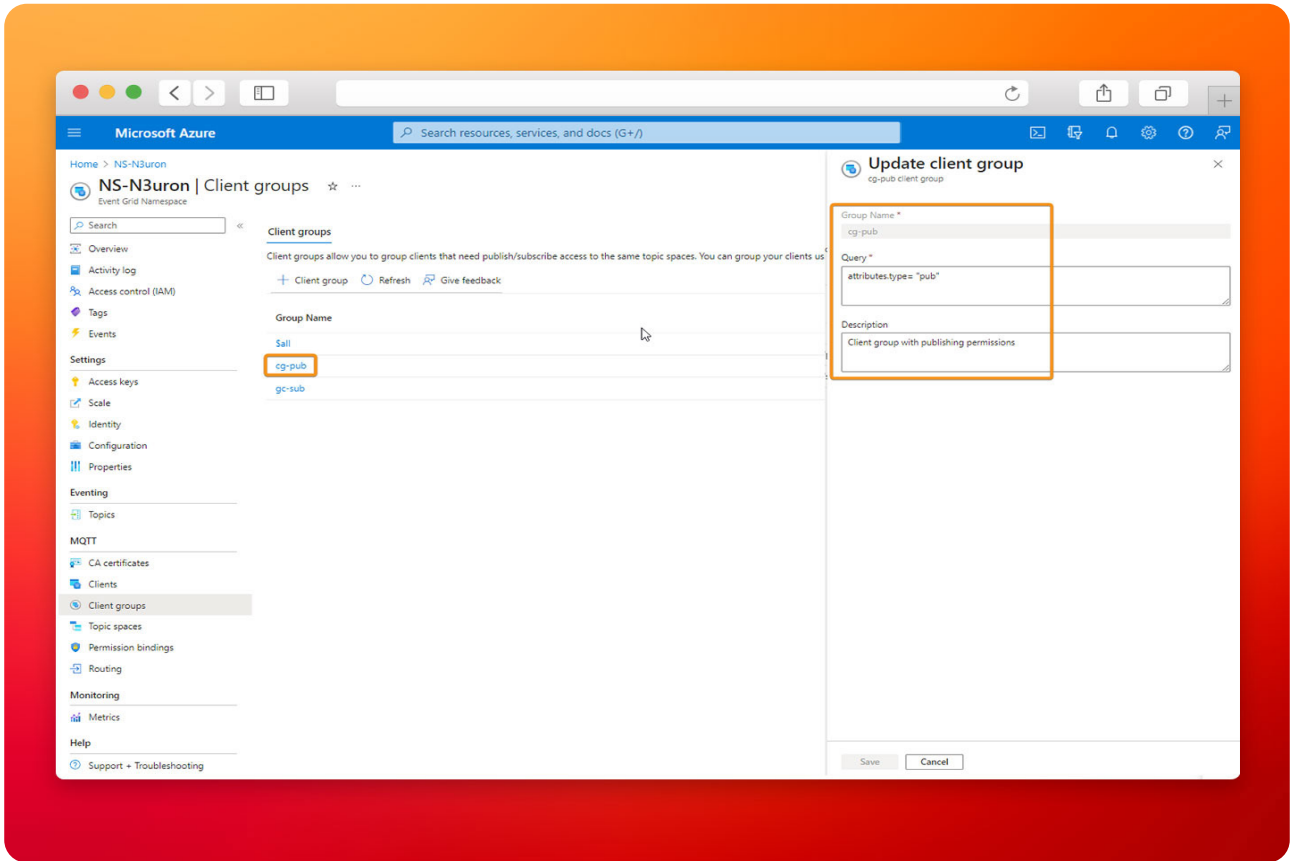 Microsoft Azure
Search resources, services, and docs (G+/)
Home > NS-N3uron
NS-N3uron | Client groups
Event Grid Namespace
Search
Overview
Activity log
Access control (IAM)
Tags
Events
Settings
Access keys
Scale
Identity
Configuration
Properties
Eventing
Topics
MQTT
CA certificates
Clients
Client groups
Topic spaces
Permission bindings
Routing
Monitoring
Metrics
Help
Support + Troubleshooting
Client groups
Client groups allow you to group clients that need publish/subscribe access to the same topic spaces. You can group your clients us
Client group Refresh Give feedback
Group Name
$all
cg-pub
gc-sub
Update client group
cg-pub client group
Group Name *
cg-pub
Query *
attributes.type= "pub"
Description
Client group with publishing permissions
Save Cancel